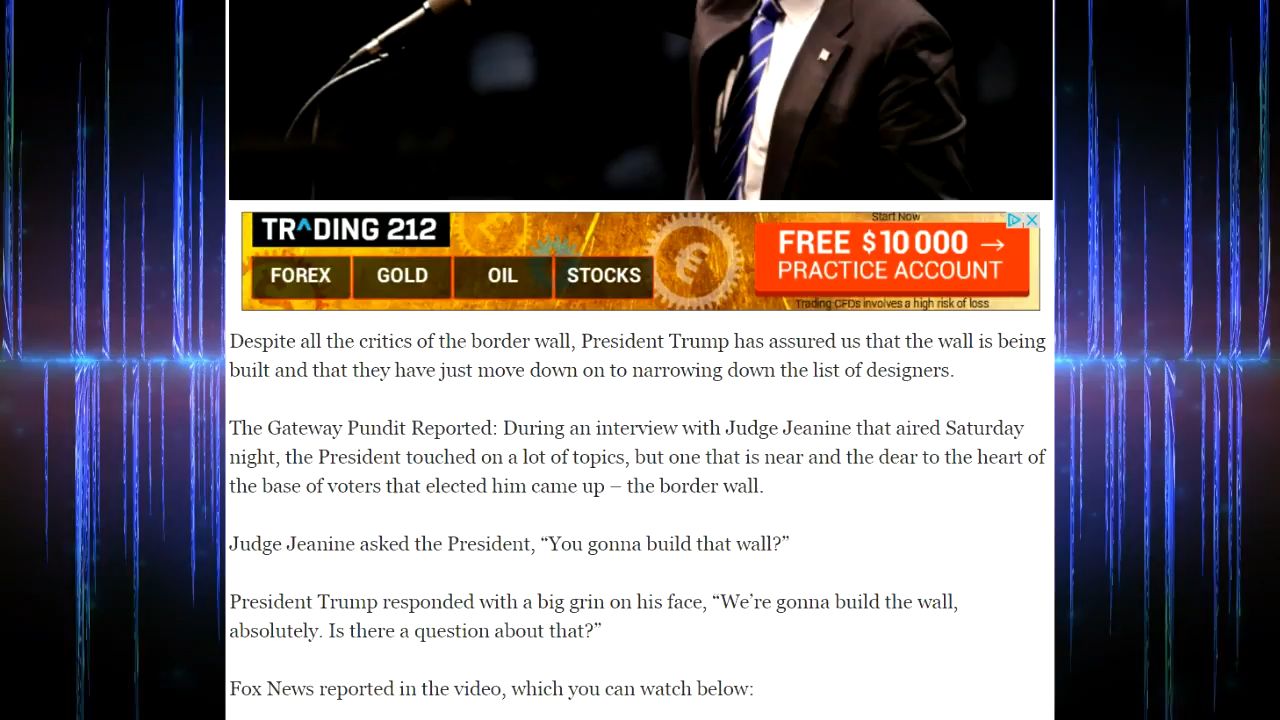 Start Now
TR^DING 212
FREE $10 000 →
FOREX GOLD OIL STOCKS
PRACTICE ACCOUNT
Trading CFDs involves a high risk of loss
Despite all the critics of the border wall, President Trump has assured us that the wall is being
built and that they have just move down on to narrowing down the list of designers.
The Gateway Pundit Reported: During an interview with Judge Jeanine that aired Saturday
night, the President touched on a lot of topics, but one that is near and the dear to the heart of
the base of voters that elected him came up – the border wall.
Judge Jeanine asked the President, “You gonna build that wall?”
President Trump responded with a big grin on his face, “We’re gonna build the wall,
absolutely. Is there a question about that?”
Fox News reported in the video, which you can watch below: